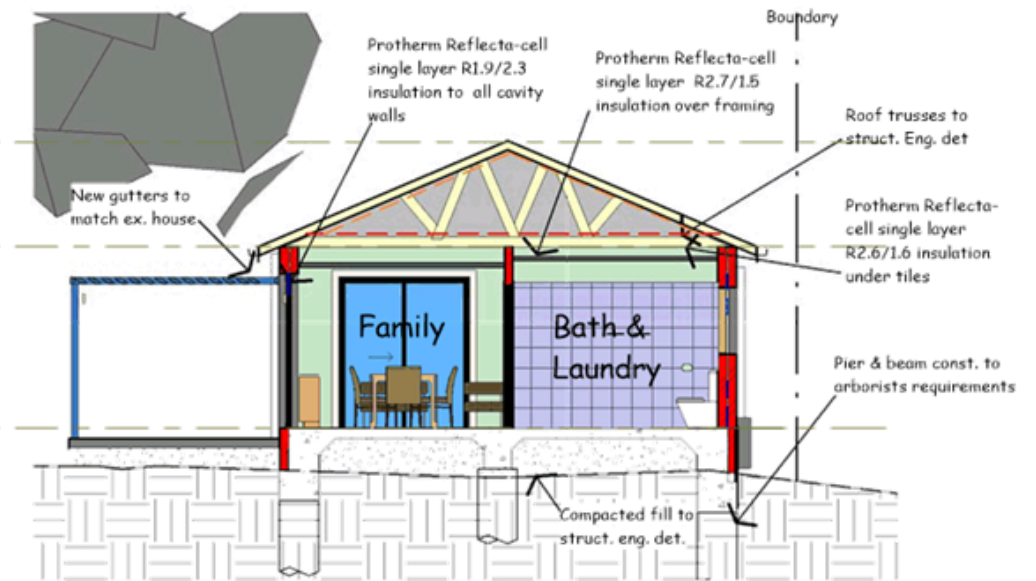 Boundary
Protherm Reflecta-cell
single layer R1.9/2.3
insulation to all cavity
walls
Protherm Reflecta-cell
single layer R2.7/1.5
insulation over framing
Roof trusses to
struct. Eng. det
New gutters to
match ex. house
Protherm Reflecta-
cell single layer
R2.6/1.6 insulation
under tiles
Family
Bath &
Laundry
Pier & beam const. to
arborists requirements
Compacted fill to
struct. eng. det.